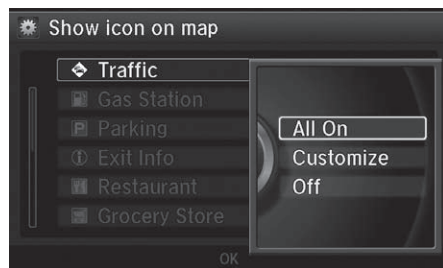 Show icon on map
Traffic
Gas Station
Parking
Exit Info
Restaurant
Grocery Store
All On
Customize
Off
OK